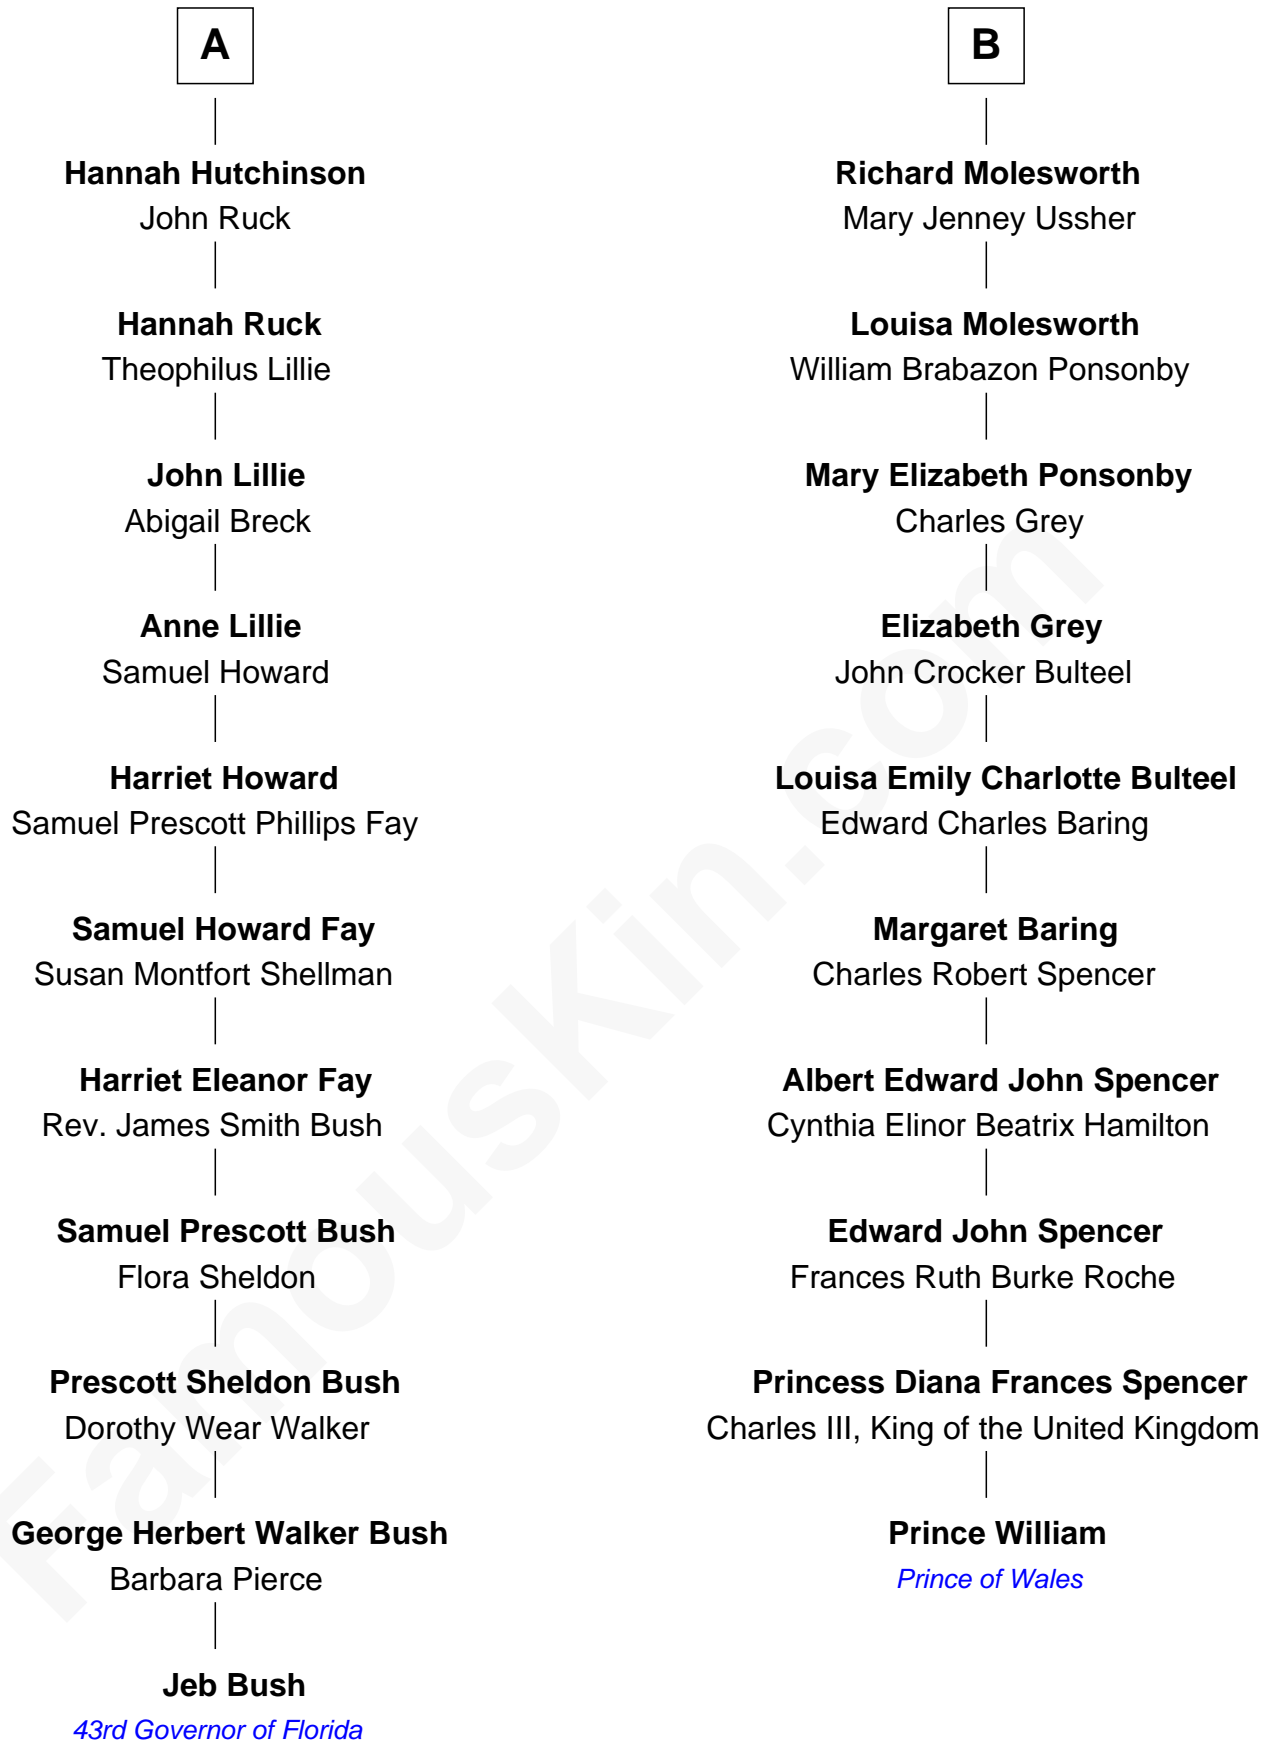 A
Hannah Hutchinson
John Ruck
Hannah Ruck
Theophilus Lillie
John Lillie
Abigail Breck
Anne Lillie
Samuel Howard
Harriet Howard
Samuel Prescott Phillips Fay
Samuel Howard Fay
Susan Montfort Shellman
Harriet Eleanor Fay
Rev. James Smith Bush
Samuel Prescott Bush
Flora Sheldon
Prescott Sheldon Bush
Dorothy Wear Walker
George Herbert Walker Bush
Barbara Pierce
Jeb Bush
43rd Governor of Florida
B
Richard Molesworth
Mary Jenney Ussher
Louisa Molesworth
William Brabazon Ponsonby
Mary Elizabeth Ponsonby
Charles Grey
Elizabeth Grey
John Crocker Bulteel
Louisa Emily Charlotte Bulteel
Edward Charles Baring
Margaret Baring
Charles Robert Spencer
Albert Edward John Spencer
Cynthia Elinor Beatrix Hamilton
Edward John Spencer
Frances Ruth Burke Roche
Princess Diana Frances Spencer
Charles III, King of the United Kingdom
Prince William
Prince of Wales
FamousKin.com